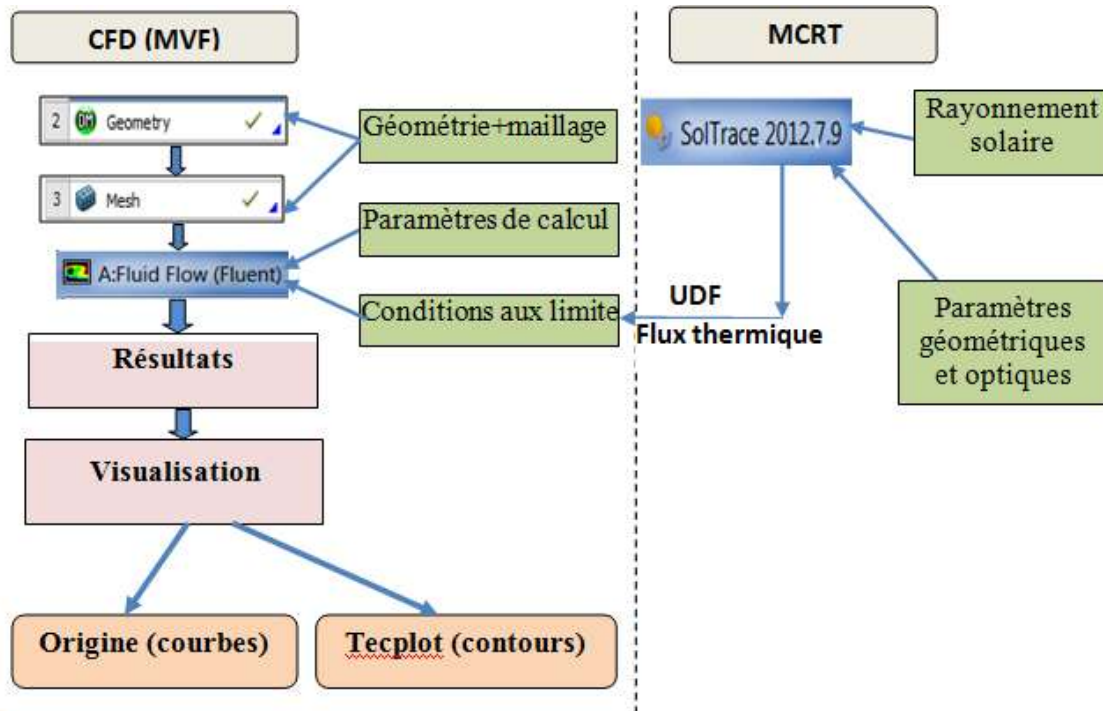 CFD (MVF)
MCRT
2 Geometry
Géométrie+maillage
3 Mesh
Paramètres de calcul
A:Fluid Flow (Fluent)
Conditions aux limite
Résultats
Visualisation
Origine (courbes)
Tecplot (contours)
SolTrace 2012.7.9
Rayonnement
solaire
UDF
Flux thermique
Paramètres
géométriques
et optiques